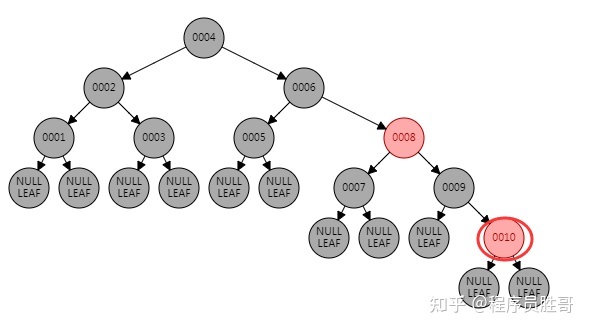 0004
0002
0006
0001
0003
0005
0008
NULL
LEAF
NULL
LEAF
NULL
LEAF
NULL
LEAF
NULL
LEAF
NULL
LEAF
0007
0009
NULL
LEAF
NULL
LEAF
NULL
LEAF
0010
NULL
LEAF
NULL
LEAF
知乎 @程序员胜哥